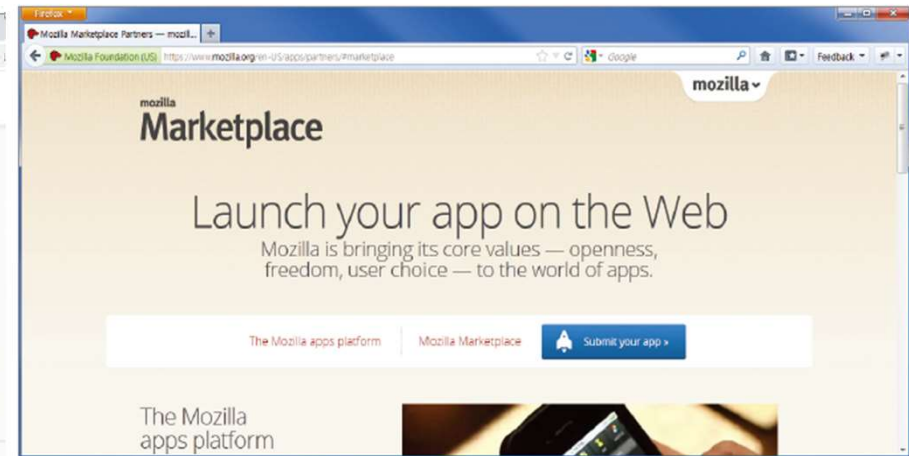 Firefox
Mozilla Marketplace Partners — mozill...
Mozilla Foundation (US) https://www.mozilla.org/en-US/apps/partners/#marketplace
Google
Feedback
mozilla
mozilla
Marketplace
Launch your app on the Web
Mozilla is bringing its core values — openness,
freedom, user choice — to the world of apps.
The Mozilla apps platform Mozilla Marketplace Submit your app »
The Mozilla
apps platform